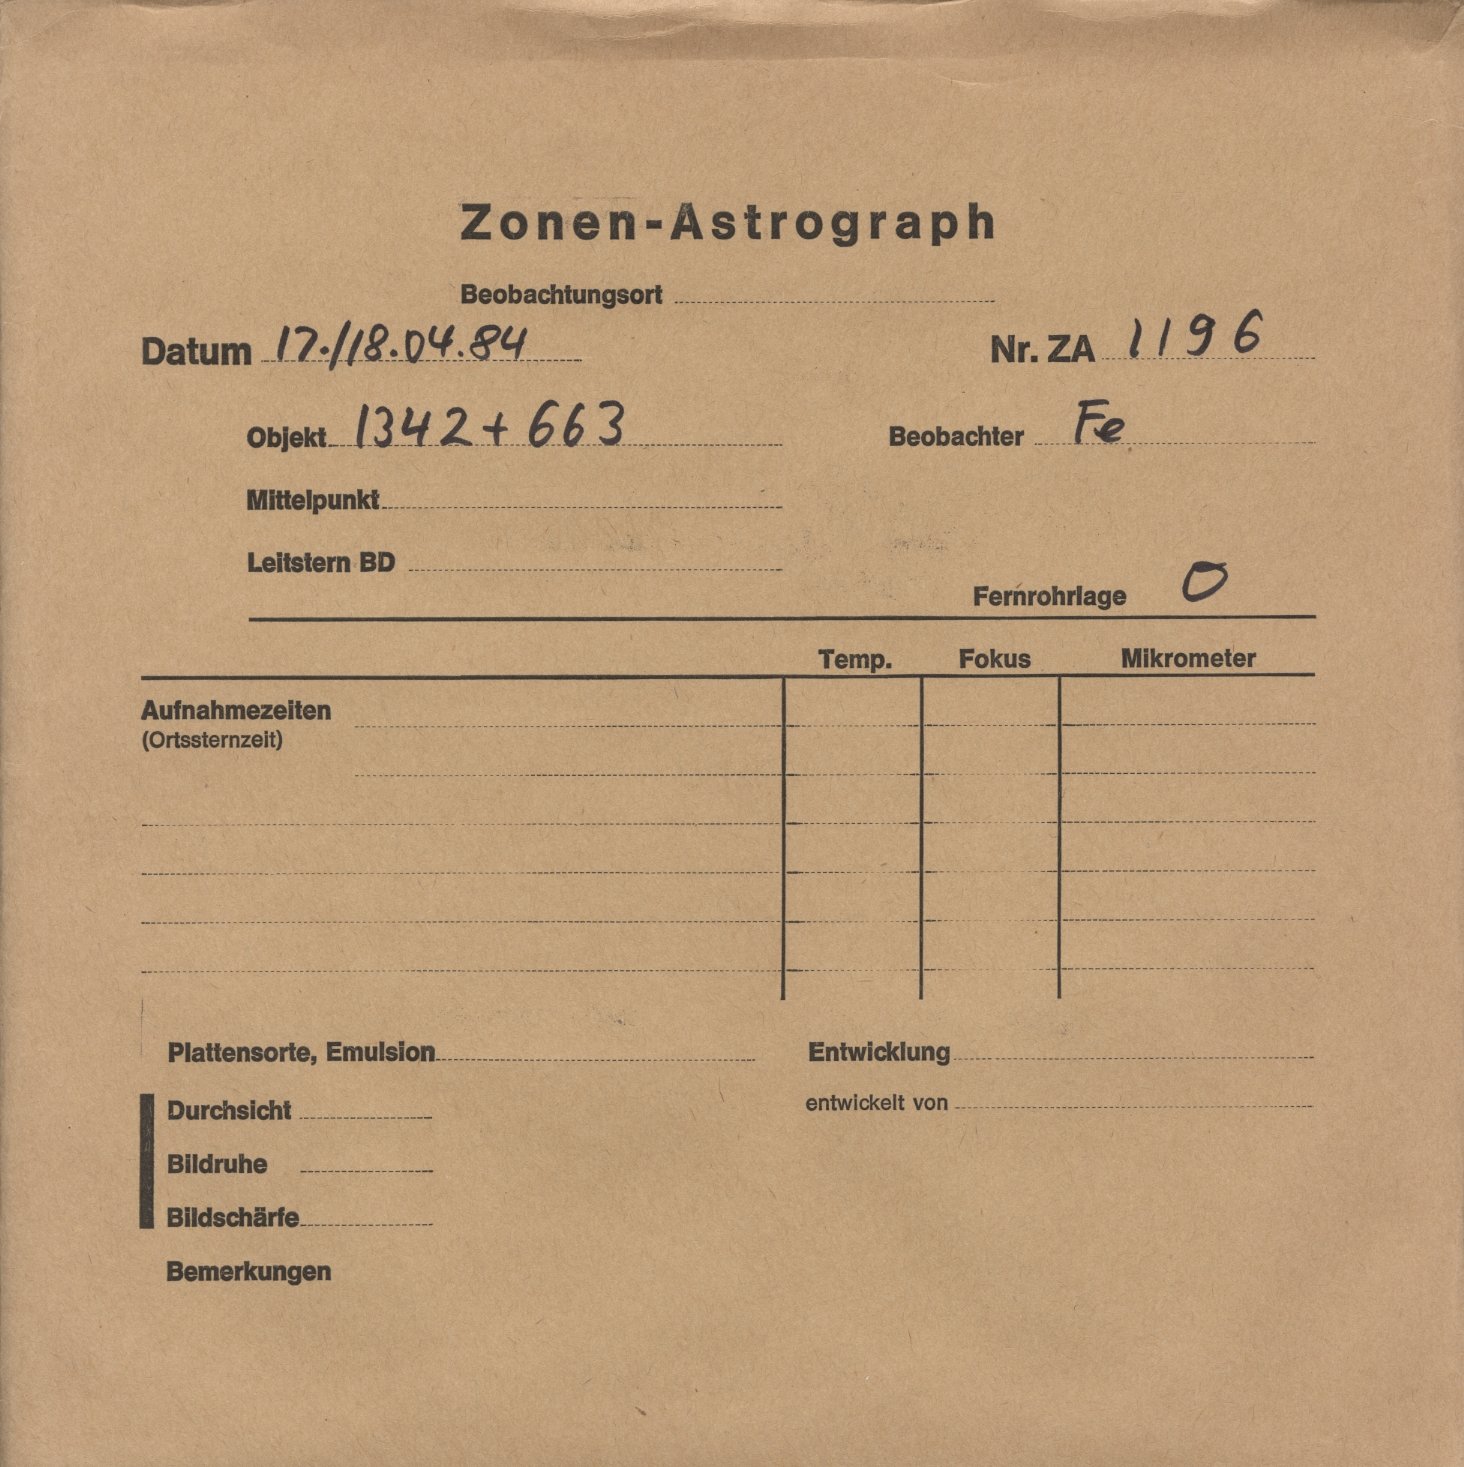 Zonen-Astrograph
Beobachtungsort
Datum 17./18.04.84 Nr. ZA 1196
Objekt 1342+663 Beobachter Fe
Mittelpunkt
Leitstern BD
Fernrohrlage O
Temp. Fokus Mikrometer
Aufnahmezeiten
(Ortssternzeit)
Plattensorte, Emulsion Entwicklung
Durchsicht entwickelt von
Bildruhe
Bildschärfe
Bemerkungen